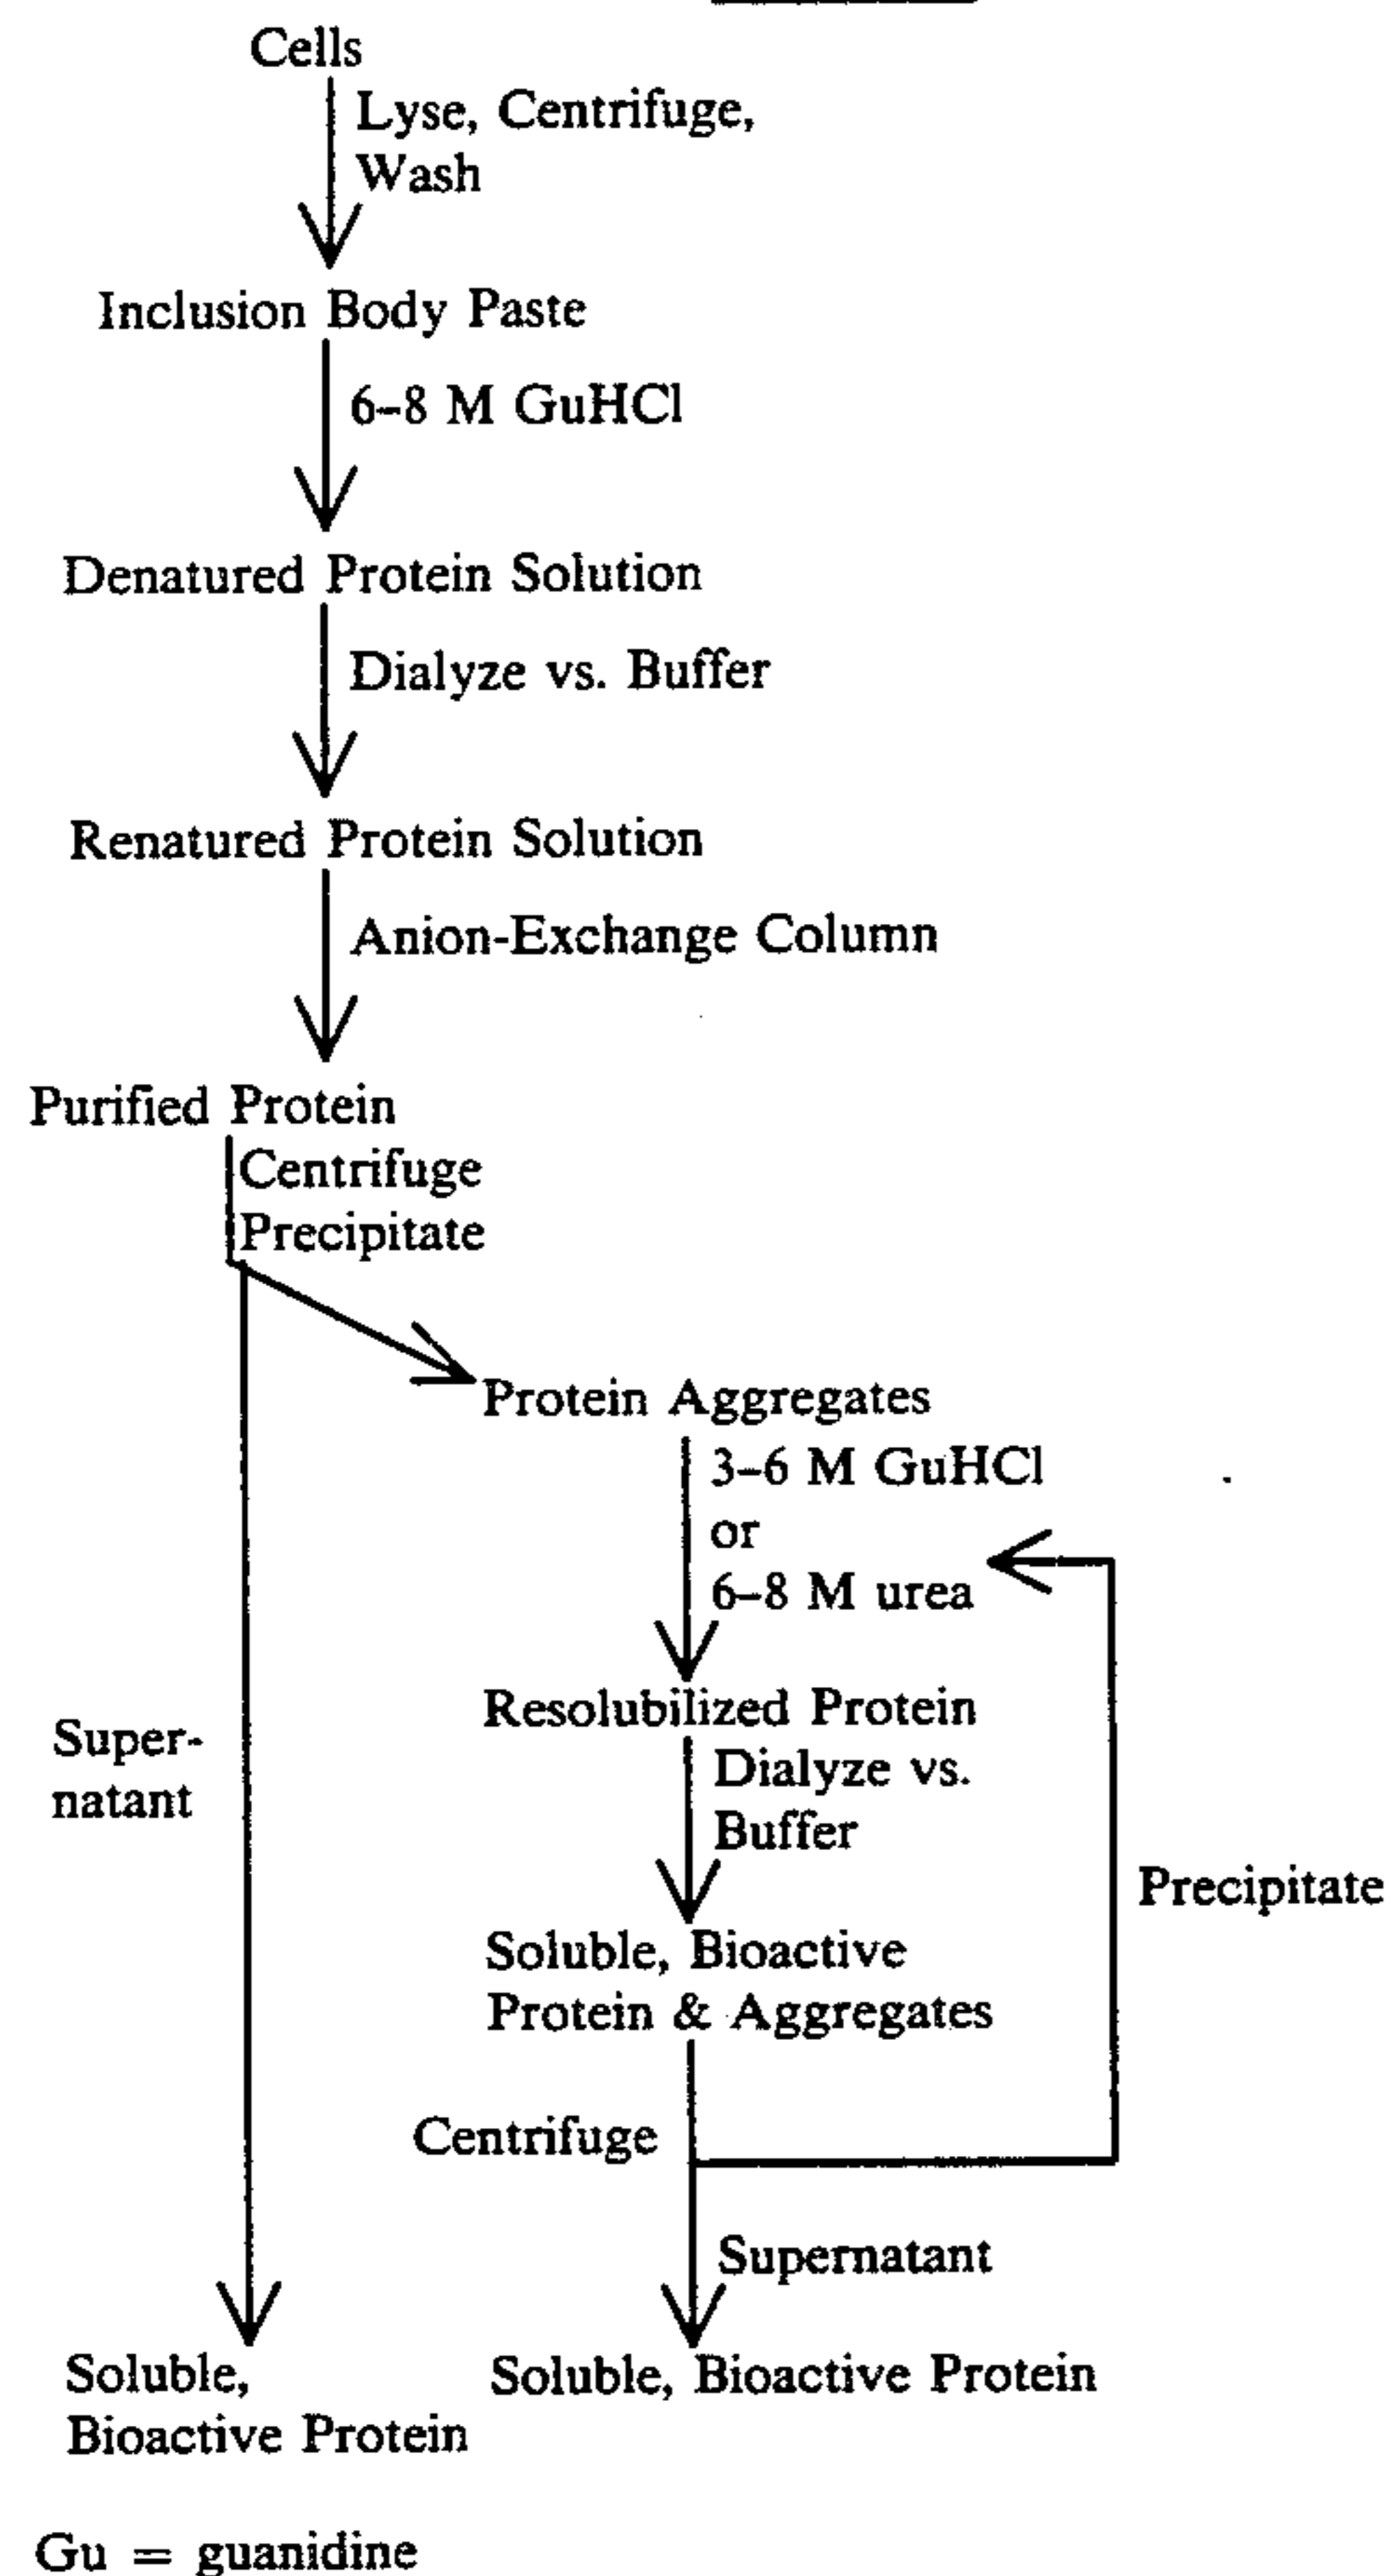 Cells
Lyse, Centrifuge,
Wash
Inclusion Body Paste
6–8 M GuHCl
Denatured Protein Solution
Dialyze vs. Buffer
Renatured Protein Solution
Anion-Exchange Column
Purified Protein
Centrifuge
Precipitate
Protein Aggregates
3–6 M GuHCl
or
6–8 M urea
Resolubilized Protein
Dialyze vs.
Buffer
Super-
natant
Precipitate
Soluble, Bioactive
Protein & Aggregates
Centrifuge
Supernatant
Soluble,
Bioactive Protein
Soluble, Bioactive Protein
Gu = guanidine